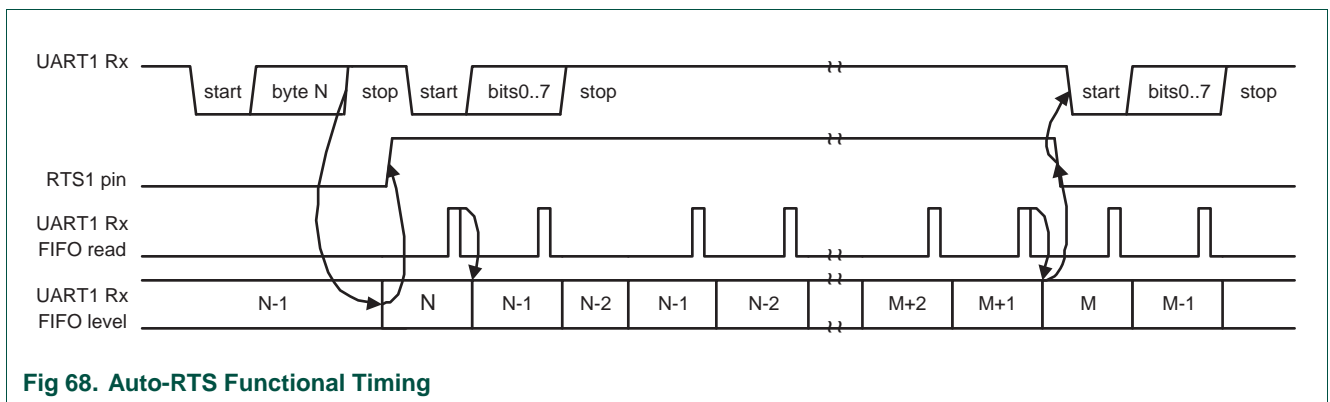 UART1 Rx
start byte N stop start bits0..7 stop start bits0..7 stop
RTS1 pin
UART1 Rx
FIFO read
UART1 Rx
FIFO level
N-1 N N-1 N-2 N-1 N-2 M+2 M+1 M M-1
Fig 68. Auto-RTS Functional Timing